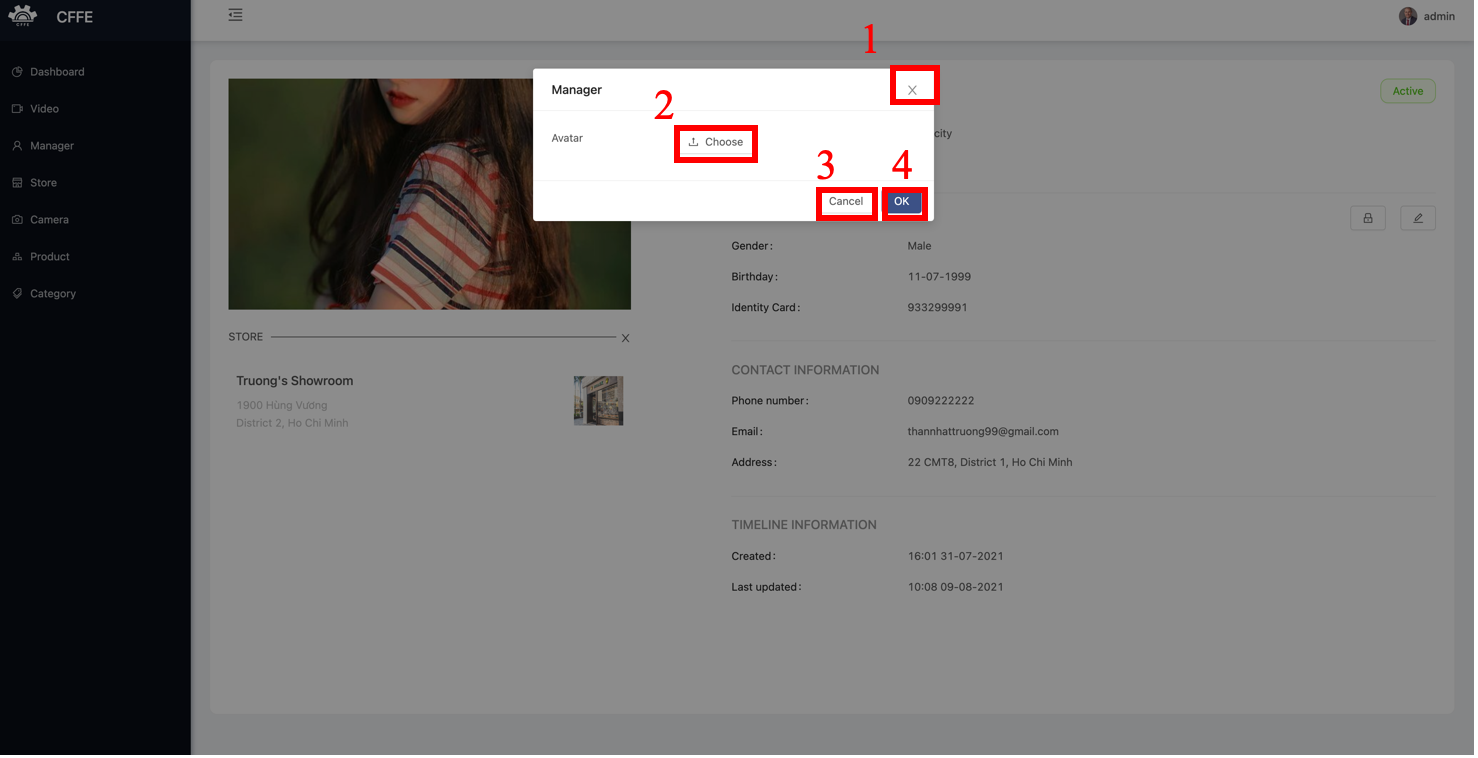 CFFE
CFFE
admin
1
Dashboard
Video
Manager
Store
Camera
Product
Category
Manager
X
2
Avatar
Choose
3
4
Cancel
OK
Active
city
Gender:
Male
Birthday:
11-07-1999
Identity Card:
933299991
STORE
X
Truong's Showroom
1900 Hùng Vương
District 2, Ho Chi Minh
CONTACT INFORMATION
Phone number:
0909222222
Email:
thannhattruong99@gmail.com
Address:
22 CMT8, District 1, Ho Chi Minh
TIMELINE INFORMATION
Created:
16:01 31-07-2021
Last updated:
10:08 09-08-2021